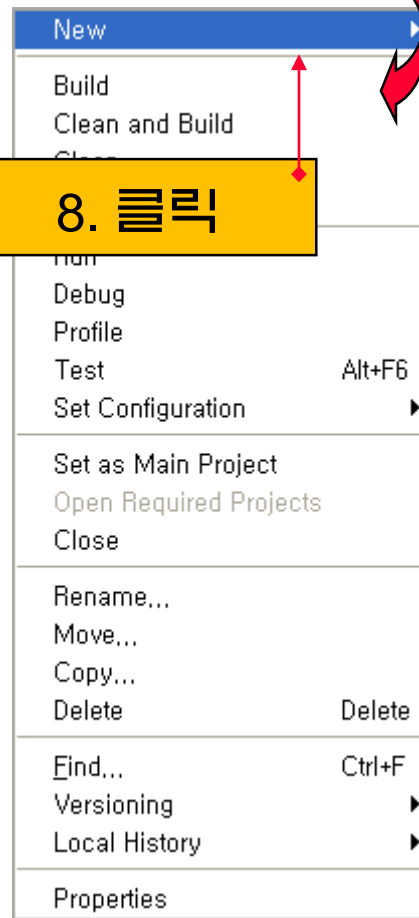 New
Build
Clean and Build
8. 클릭
Debug
Profile
Test Alt+F6
Set Configuration
Set as Main Project
Open Required Projects
Close
Rename...
Move...
Copy...
Delete Delete
Find... Ctrl+F
Versioning
Local History
Properties